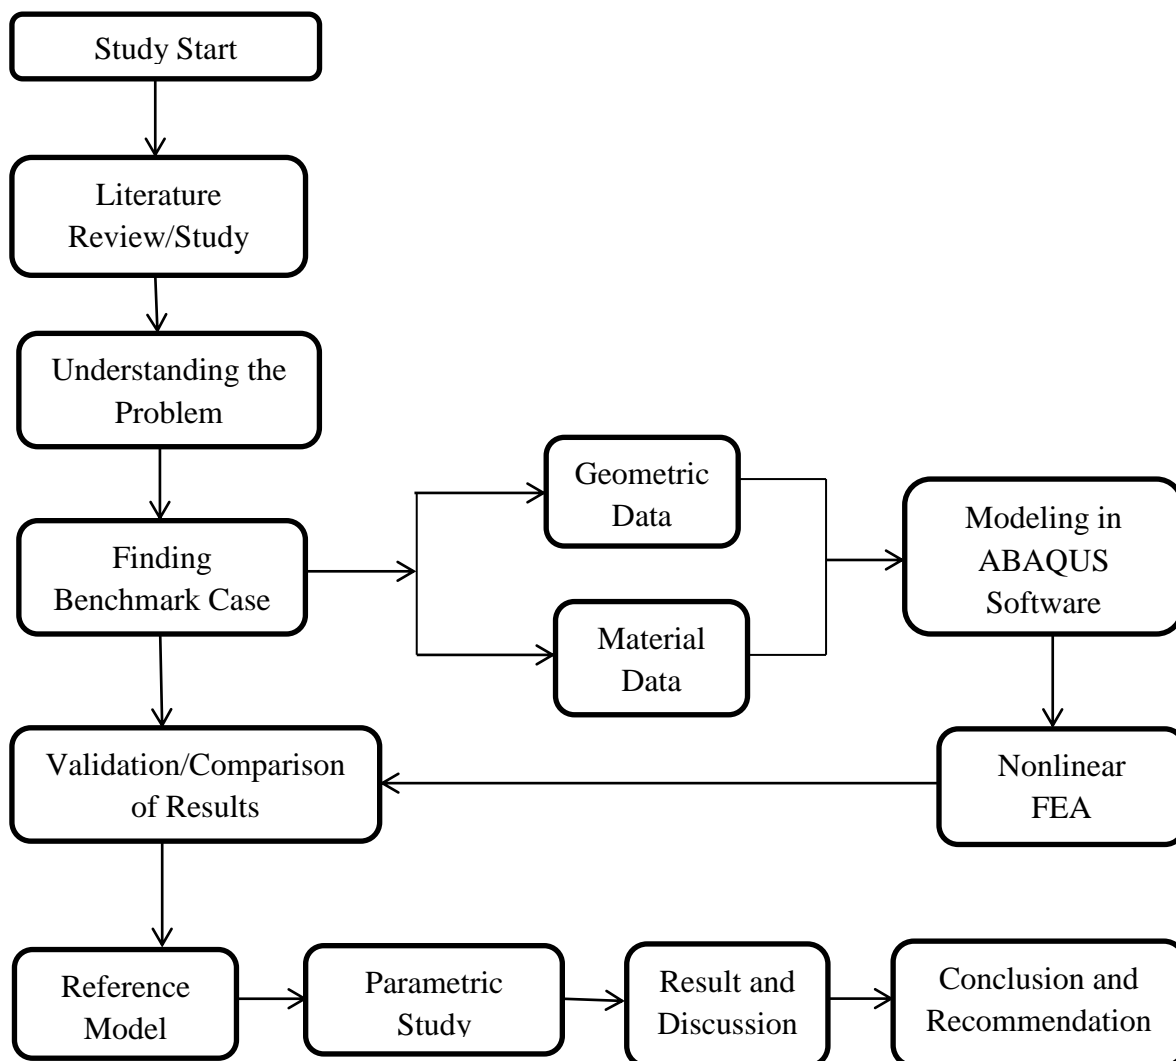 Study Start
Literature
Review/Study
Understanding the
Problem
Finding
Benchmark Case
Geometric
Data
Material
Data
Modeling in
ABAQUS
Software
Nonlinear
FEA
Validation/Comparison
of Results
Reference
Model
Parametric
Study
Result and
Discussion
Conclusion and
Recommendation